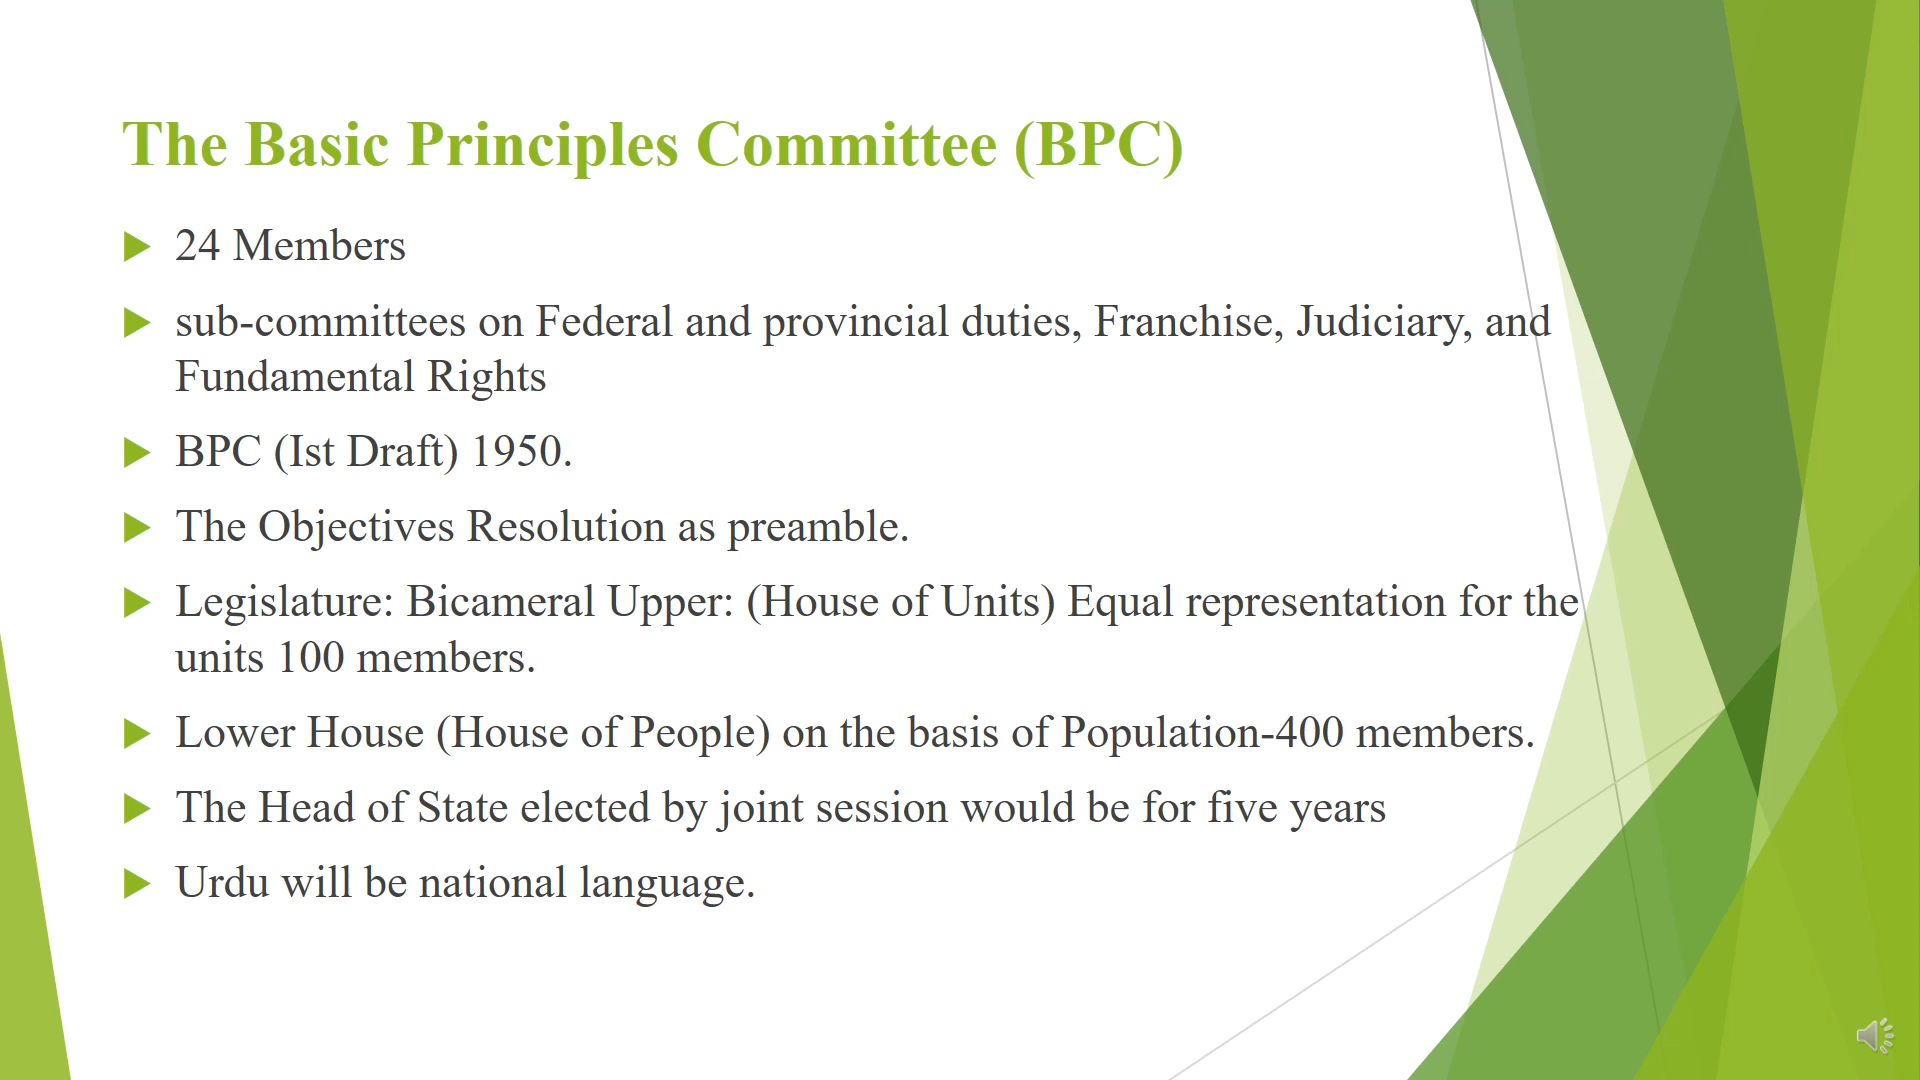 The Basic Principles Committee (BPC)
24 Members
sub-committees on Federal and provincial duties, Franchise, Judiciary, and
Fundamental Rights
BPC (Ist Draft) 1950.
The Objectives Resolution as preamble.
Legislature: Bicameral Upper: (House of Units) Equal representation for the
units 100 members.
Lower House (House of People) on the basis of Population-400 members.
The Head of State elected by joint session would be for five years
Urdu will be national language.